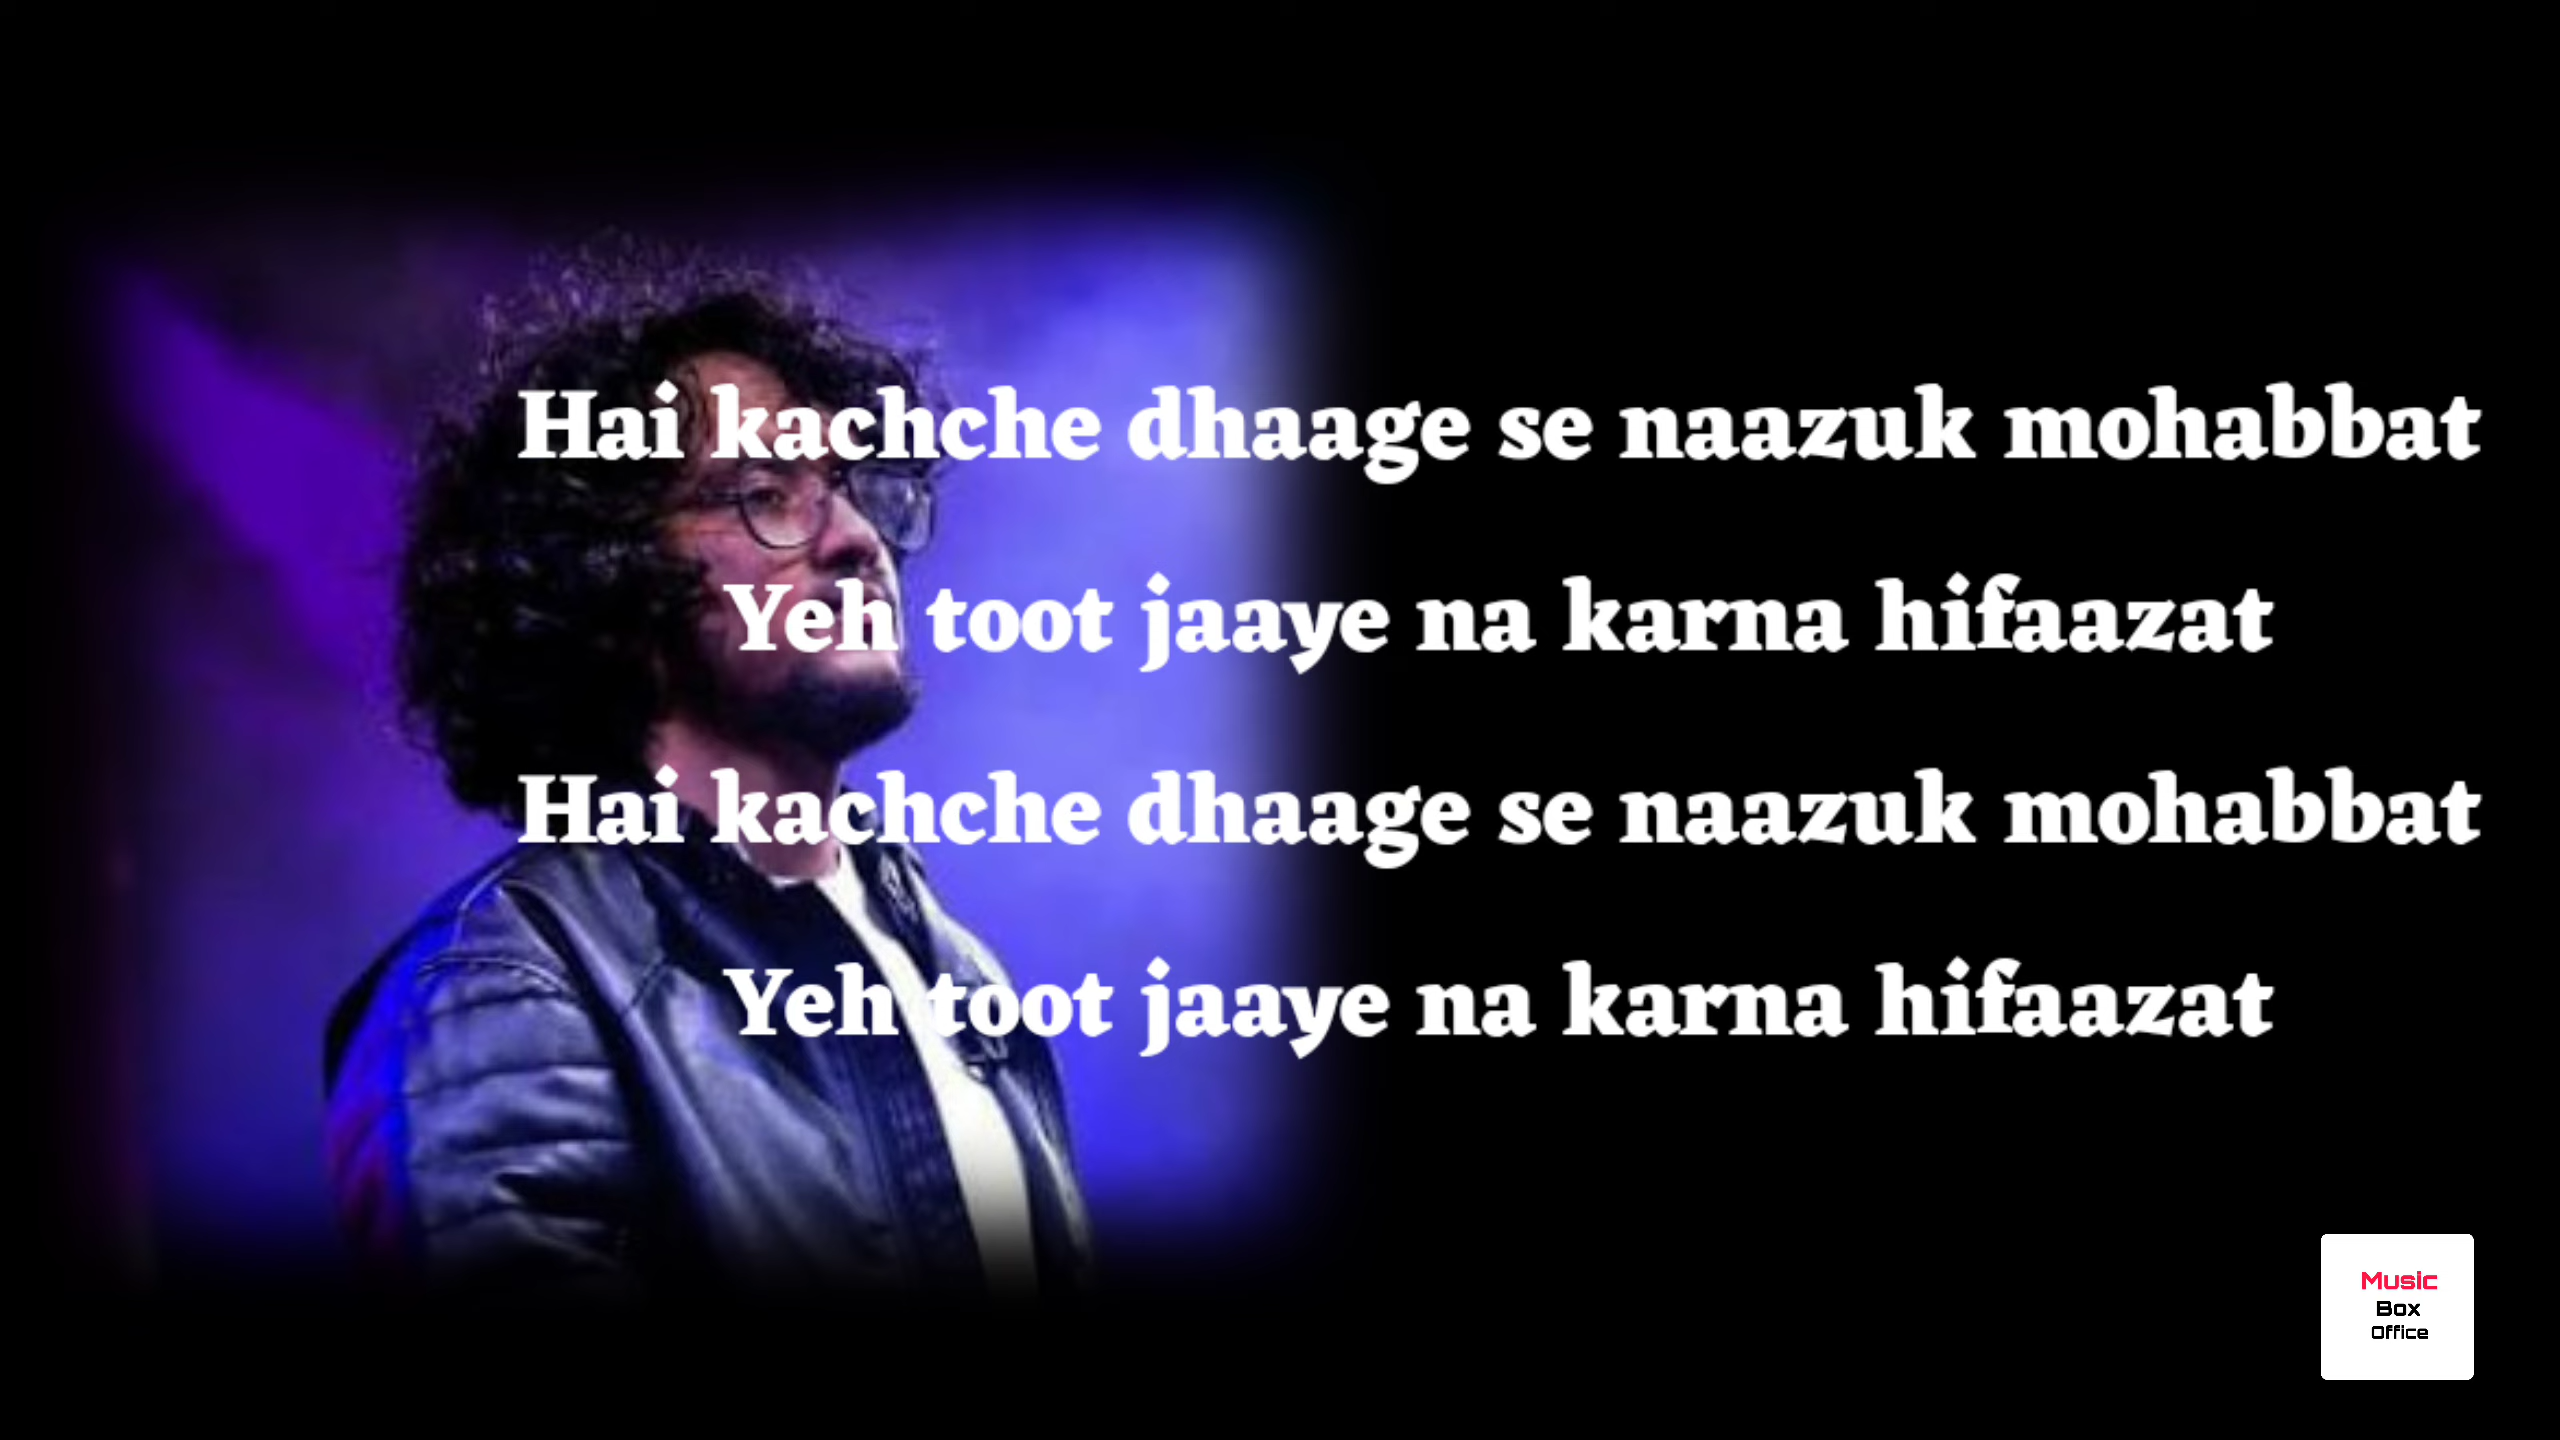 Hai kachche dhaage se naazuk mohabbat
Yeh toot jaaye na karna hifaazat
Hai kachche dhaage se naazuk mohabbat
Yeh toot jaaye na karna hifaazat
Music
Box
Office